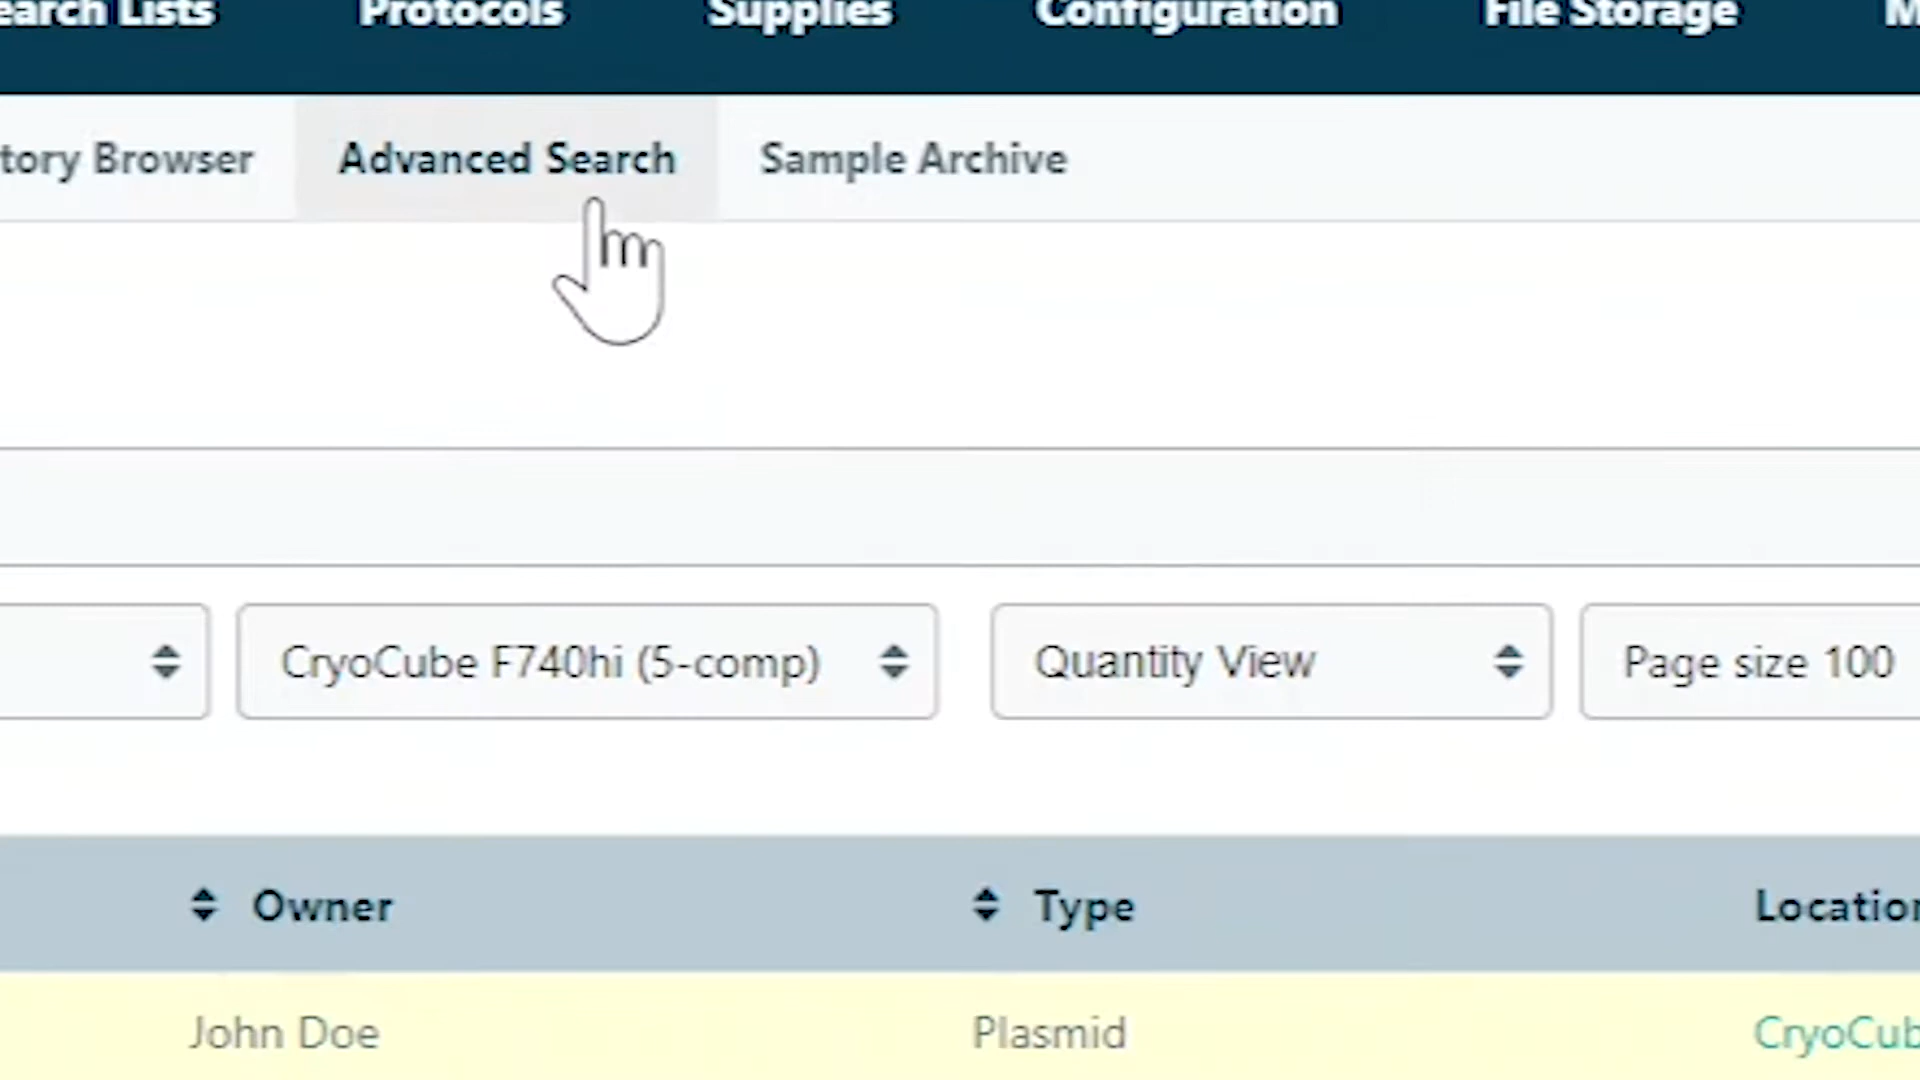 earch Lists Protocols Supplies Configuration File Storage M
tory Browser Advanced Search Sample Archive
CryoCube F740hi (5-comp) Quantity View Page size 100
Owner Type Location
John Doe Plasmid CryoCub